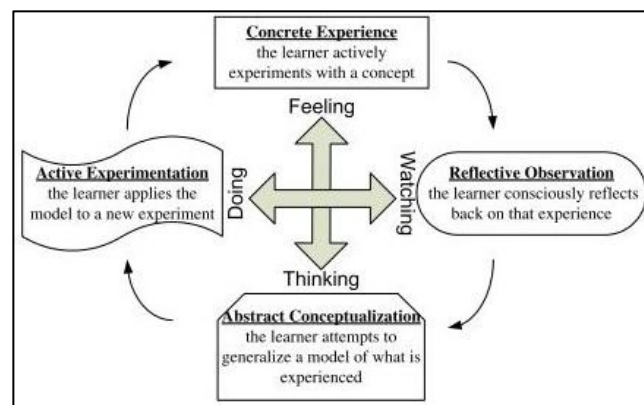 Concrete Experience
the learner actively
experiments with a concept
Feeling
Active Experimentation
the learner applies the
model to a new experiment
Doing
Watching
Reflective Observation
the learner consciously reflects
back on that experience
Thinking
Abstract Conceptualization
the learner attempts to
generalize a model of what is
experienced